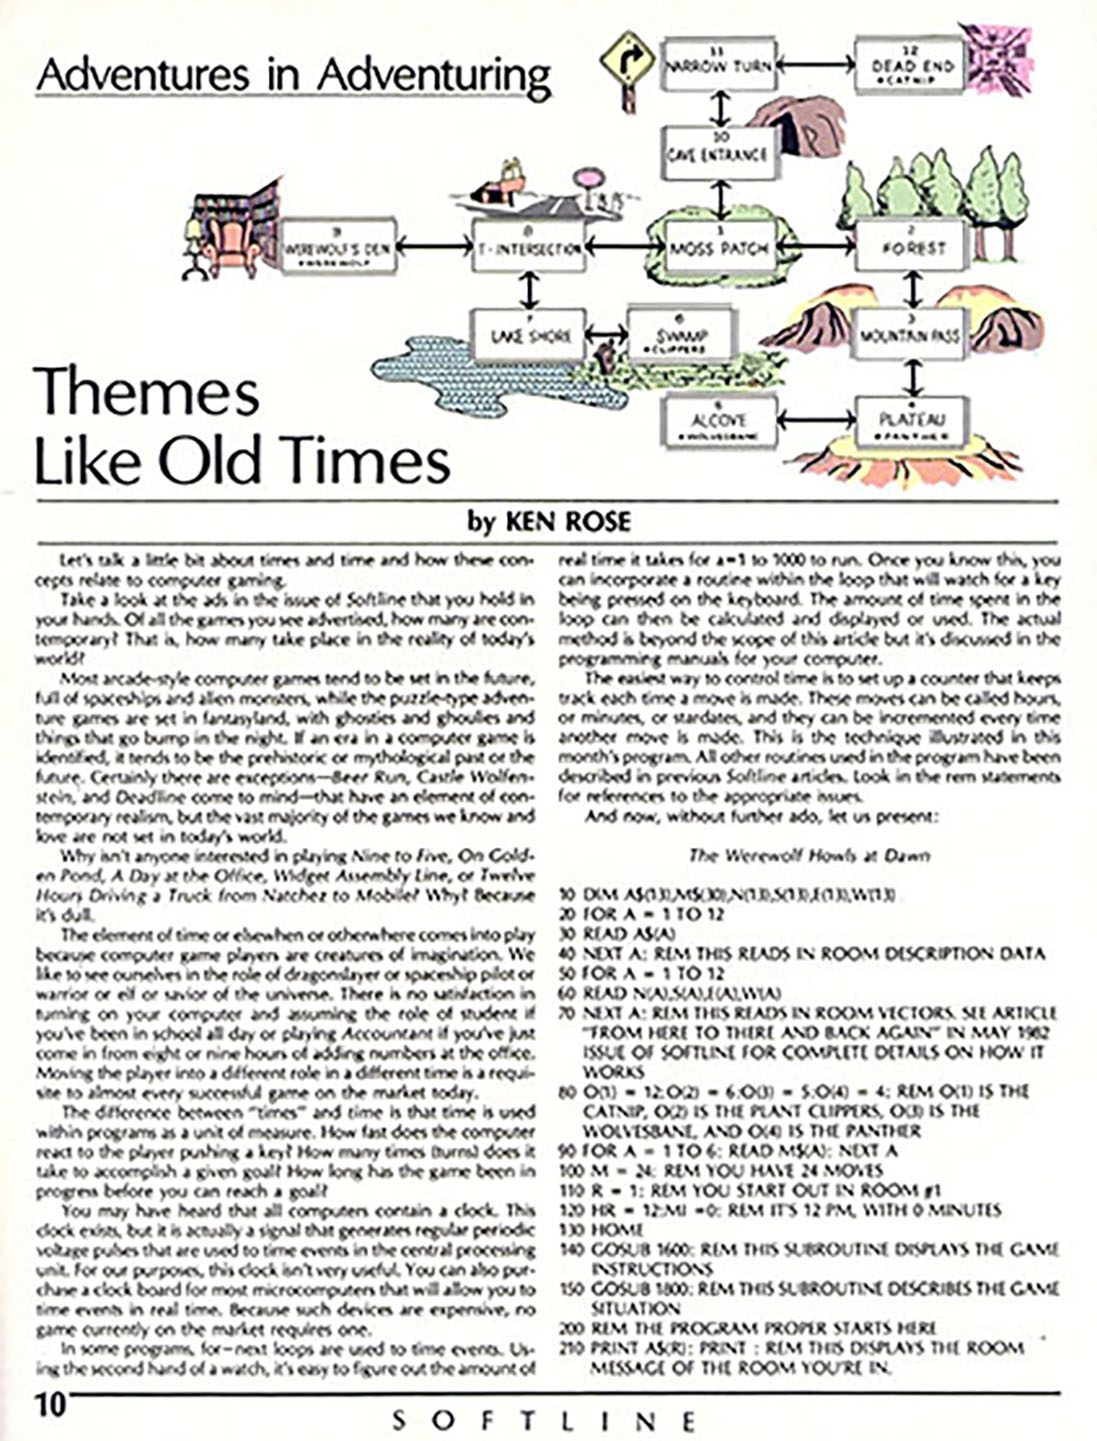 Adventures in Adventuring
11
NARROW TURN
12
DEAD END
●CATNIP
10
CAVE ENTRANCE
9
WEREWOLF'S DEN
●WEREWOLF
8
T-INTERSECTION
1
MOSS PATCH
2
FOREST
7
LAKE SHORE
6
SWAMP
●CLIPPERS
3
MOUNTAIN PASS
5
ALCOVE
●WOLVESBANE
4
PLATEAU
●PANTHER
Themes
Like Old Times
by KEN ROSE
Let's talk a little bit about times and time and how these con-
cepts relate to computer gaming.
Take a look at the ads in the issue of Softline that you hold in
your hands. Of all the games you see advertised, how many are con-
temporary? That is, how many take place in the reality of today's
world?
Most arcade-style computer games tend to be set in the future,
full of spaceships and alien monsters, while the puzzle-type adven-
ture games are set in fantasyland, with ghosties and ghoulies and
things that go bump in the night. If an era in a computer game is
identified, it tends to be the prehistoric or mythological past or the
future. Certainly there are exceptions—Beer Run, Castle Wolfen-
stein, and Deadline come to mind—that have an element of con-
temporary realism, but the vast majority of the games we know and
love are not set in today's world.
Why isn't anyone interested in playing Nine to Five, On Gold-
en Pond, A Day at the Office, Widget Assembly Line, or Twelve
Hours Driving a Truck from Natchez to Mobile? Why? Because
it's dull.
The element of time or elsewhen or otherwhere comes into play
because computer game players are creatures of imagination. We
like to see ourselves in the role of dragonslayer or spaceship pilot or
warrior or elf or savior of the universe. There is no satisfaction in
turning on your computer and assuming the role of student if
you've been in school all day or playing Accountant if you've just
come in from eight or nine hours of adding numbers at the office.
Moving the player into a different role in a different time is a requi-
site to almost every successful game on the market today.
The difference between "times" and time is that time is used
within programs as a unit of measure. How fast does the computer
react to the player pushing a key? How many times (turns) does it
take to accomplish a given goal? How long has the game been in
progress before you can reach a goal?
You may have heard that all computers contain a clock. This
clock exists, but it is actually a signal that generates regular periodic
voltage pulses that are used to time events in the central processing
unit. For our purposes, this clock isn't very useful. You can also pur-
chase a clock board for most microcomputers that will allow you to
time events in real time. Because such devices are expensive, no
game currently on the market requires one.
In some programs, for–next loops are used to time events. Us-
ing the second hand of a watch, it's easy to figure out the amount of
real time it takes for a=1 to 1000 to run. Once you know this, you
can incorporate a routine within the loop that will watch for a key
being pressed on the keyboard. The amount of time spent in the
loop can then be calculated and displayed or used. The actual
method is beyond the scope of this article but it's discussed in the
programming manuals for your computer.
The easiest way to control time is to set up a counter that keeps
track each time a move is made. These moves can be called hours,
or minutes, or stardates, and they can be incremented every time
another move is made. This is the technique illustrated in this
month's program. All other routines used in the program have been
described in previous Softline articles. Look in the rem statements
for references to the appropriate issues.
And now, without further ado, let us present:
The Werewolf Howls at Dawn
10 DIM A$(13),M$(30),N(13),S(13),E(13),W(13)
20 FOR A = 1 TO 12
30 READ A$(A)
40 NEXT A: REM THIS READS IN ROOM DESCRIPTION DATA
50 FOR A = 1 TO 12
60 READ N(A),S(A),E(A),W(A)
70 NEXT A: REM THIS READS IN ROOM VECTORS. SEE ARTICLE
"FROM HERE TO THERE AND BACK AGAIN" IN MAY 1982
ISSUE OF SOFTLINE FOR COMPLETE DETAILS ON HOW IT
WORKS
80 O(1) = 12:O(2) = 6:O(3) = 5:O(4) = 4: REM O(1) IS THE
CATNIP, O(2) IS THE PLANT CLIPPERS, O(3) IS THE
WOLVESBANE, AND O(4) IS THE PANTHER
90 FOR A = 1 TO 6: READ M$(A): NEXT A
100 M = 24: REM YOU HAVE 24 MOVES
110 R = 1: REM YOU START OUT IN ROOM #1
120 HR = 12:MI =0: REM IT'S 12 PM, WITH 0 MINUTES
130 HOME
140 GOSUB 1600: REM THIS SUBROUTINE DISPLAYS THE GAME
INSTRUCTIONS
150 GOSUB 1800: REM THIS SUBROUTINE DESCRIBES THE GAME
SITUATION
200 REM THE PROGRAM PROPER STARTS HERE
210 PRINT A$(R): PRINT : REM THIS DISPLAYS THE ROOM
MESSAGE OF THE ROOM YOU'RE IN.
10
SOFTLINE